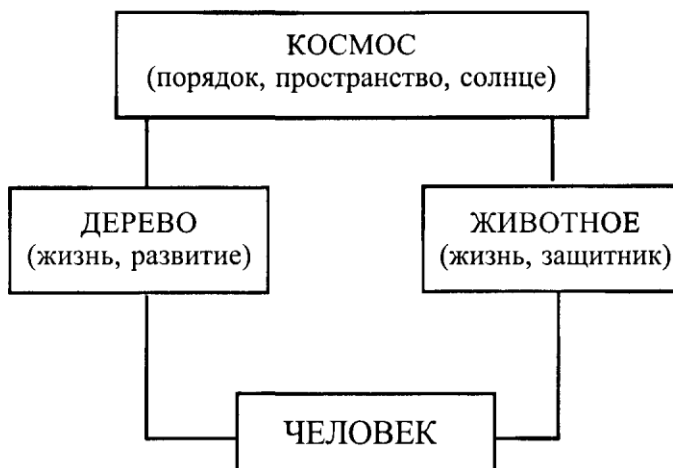 КОСМОС
(порядок, пространство, солнце)
ДЕРЕВО
(жизнь, развитие)
ЖИВОТНОЕ
(жизнь, защитник)
ЧЕЛОВЕК